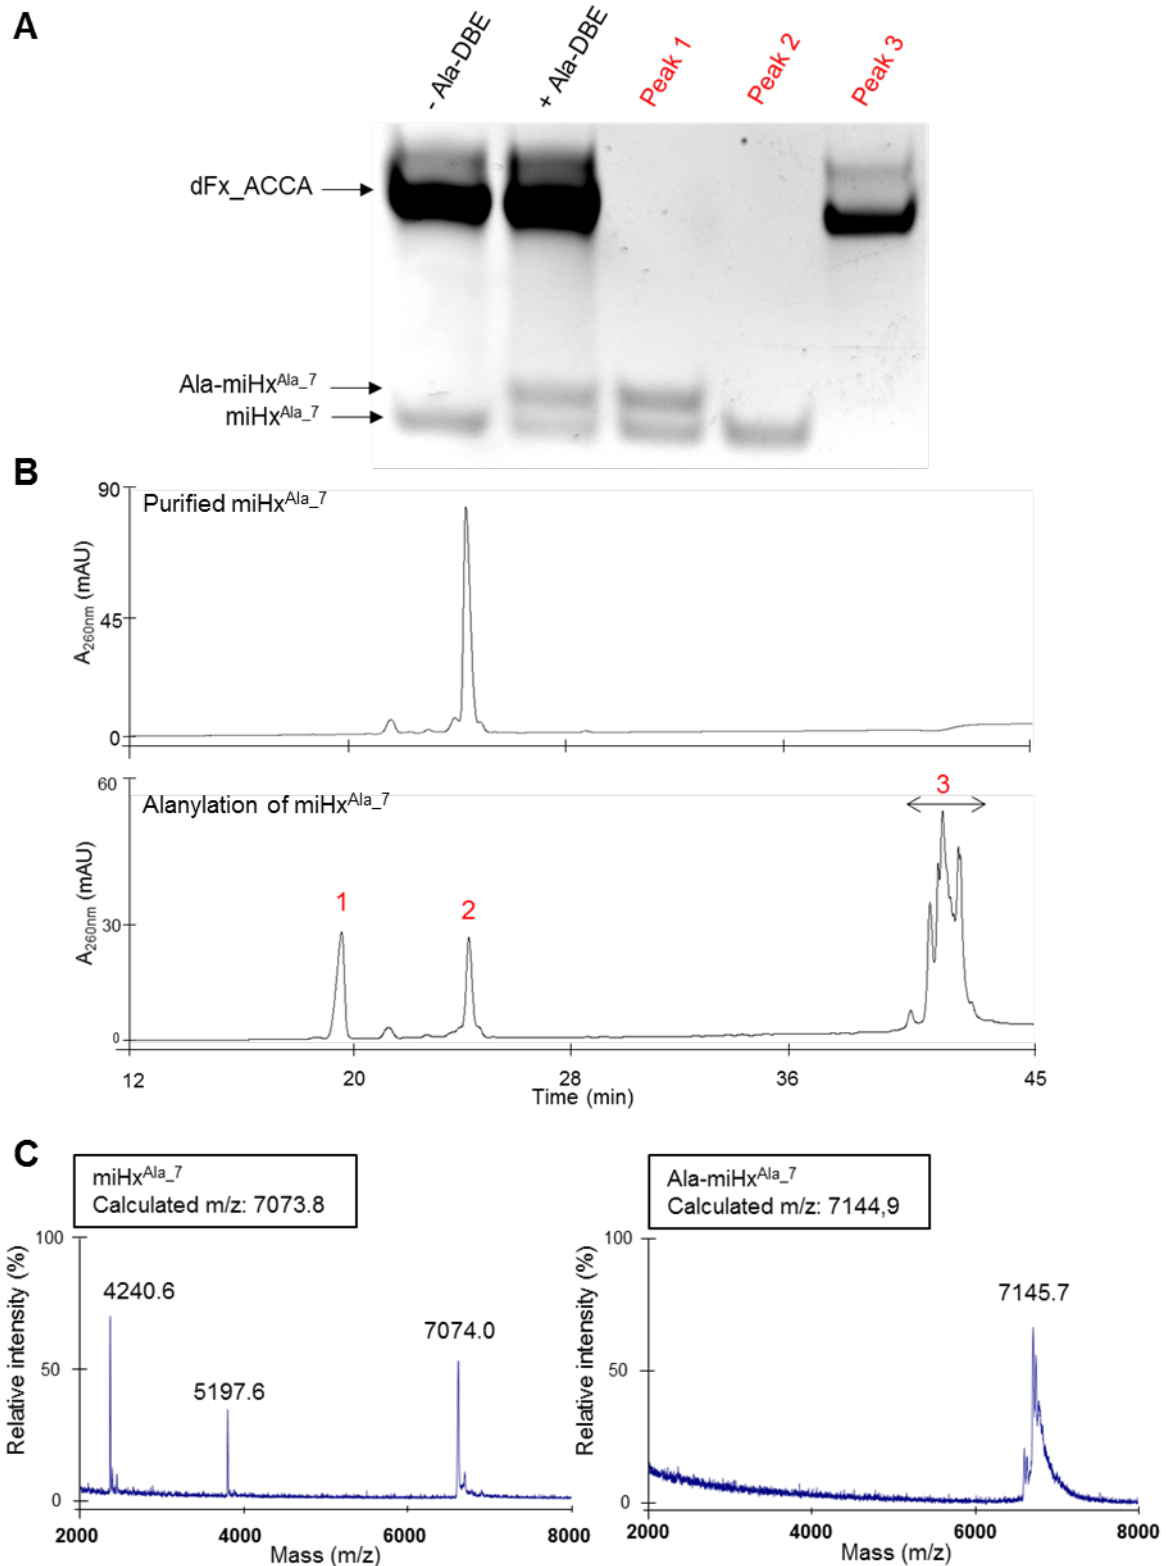 A
- Ala-DBE
+ Ala-DBE
Peak 1
Peak 2
Peak 3
dFx_ACCA
Ala-miHx^Ala_7
miHx^Ala_7
B
90
Purified miHx^Ala_7
A260nm (mAU)
45
0
60
Alanylation of miHx^Ala_7
3
A260nm (mAU)
1
2
30
0
12 20 28 36 45
Time (min)
C
miHx^Ala_7
Calculated m/z: 7073.8
100
Relative intensity (%)
4240.6
7074.0
50
5197.6
0
2000 4000 6000 8000
Mass (m/z)
Ala-miHx^Ala_7
Calculated m/z: 7144,9
100
Relative intensity (%)
7145.7
50
0
2000 4000 6000 8000
Mass (m/z)